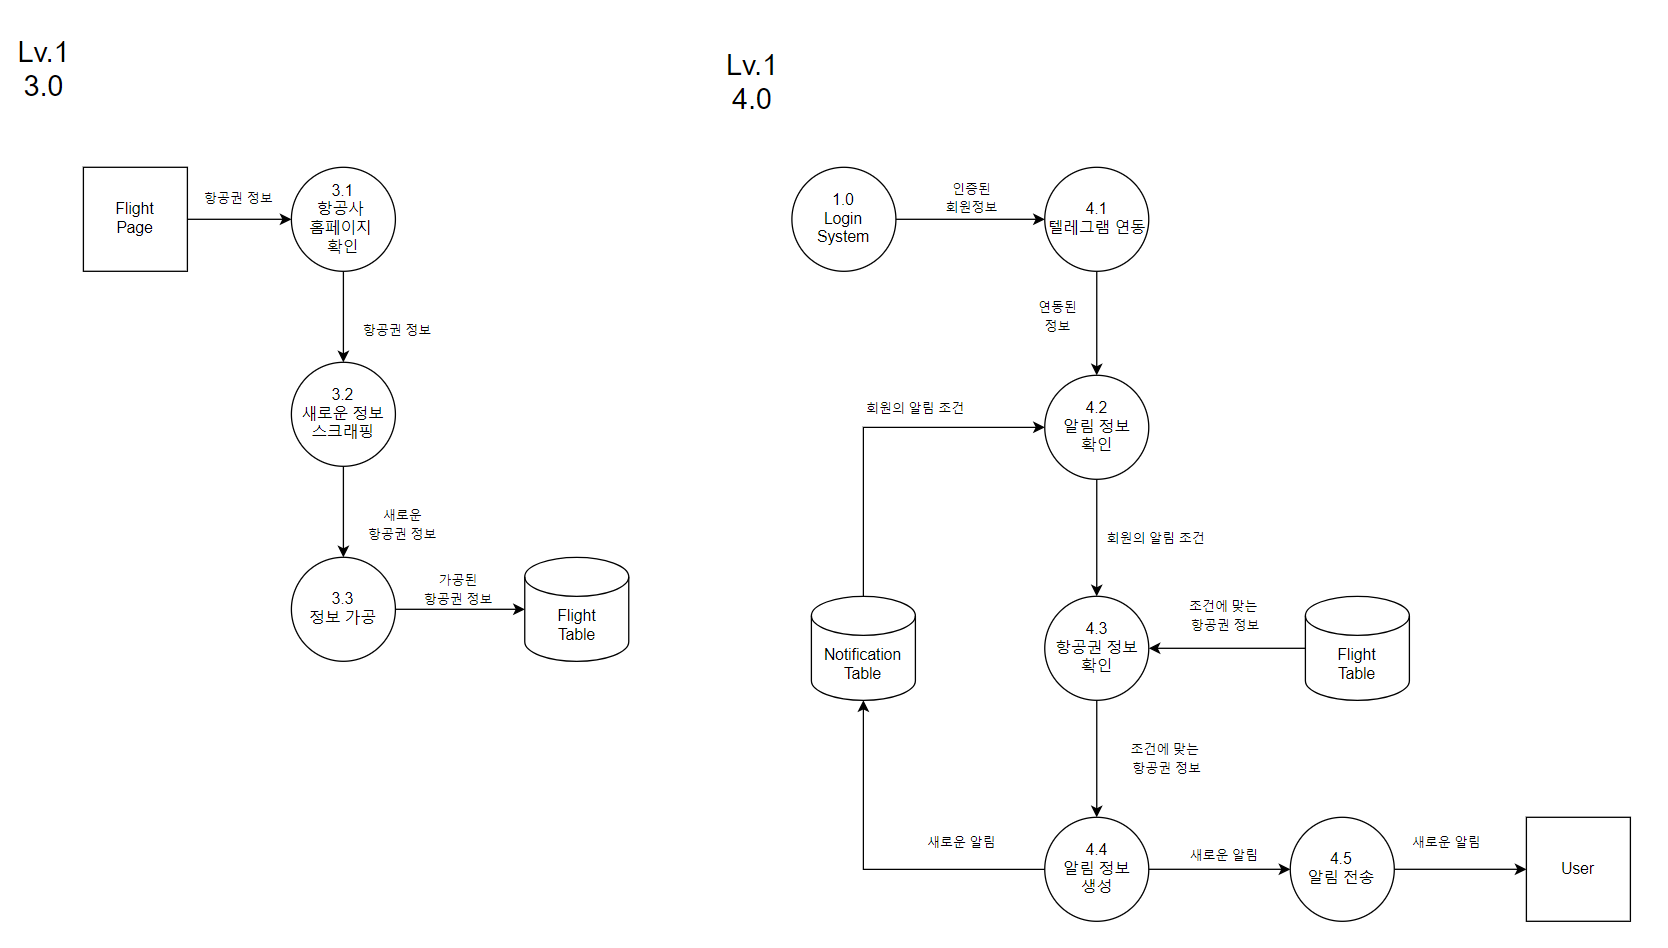 Lv.1
3.0
Flight
Page
항공권 정보
3.1
항공사
홈페이지
확인
항공권 정보
3.2
새로운 정보
스크래핑
새로운
항공권 정보
3.3
정보 가공
가공된
항공권 정보
Flight
Table
Lv.1
4.0
1.0
Login
System
인증된
회원정보
4.1
텔레그램 연동
연동된
정보
회원의 알림 조건
4.2
알림 정보
확인
회원의 알림 조건
Notification
Table
4.3
항공권 정보
확인
조건에 맞는
항공권 정보
Flight
Table
조건에 맞는
항공권 정보
새로운 알림
4.4
알림 정보
생성
새로운 알림
4.5
알림 전송
새로운 알림
User